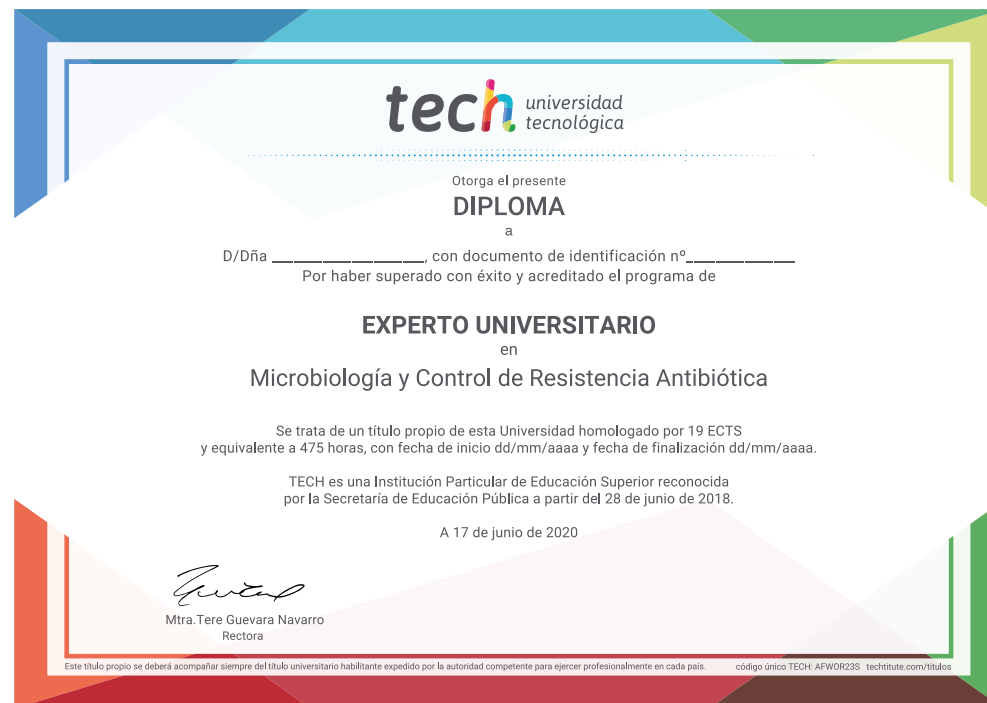 tech universidad
tecnológica
Otorga el presente
DIPLOMA
a
D/Dña ______________, con documento de identificación nº__________
Por haber superado con éxito y acreditado el programa de
EXPERTO UNIVERSITARIO
en
Microbiología y Control de Resistencia Antibiótica
Se trata de un título propio de esta Universidad homologado por 19 ECTS
y equivalente a 475 horas, con fecha de inicio dd/mm/aaaa y fecha de finalización dd/mm/aaaa.
TECH es una Institución Particular de Educación Superior reconocida
por la Secretaría de Educación Pública a partir del 28 de junio de 2018.
A 17 de junio de 2020
Mtra.Tere Guevara Navarro
Rectora
Este título propio se deberá acompañar siempre del título universitario habilitante expedido por la autoridad competente para ejercer profesionalmente en cada país. código único TECH: AFWOR23S techtitute.com/titulos